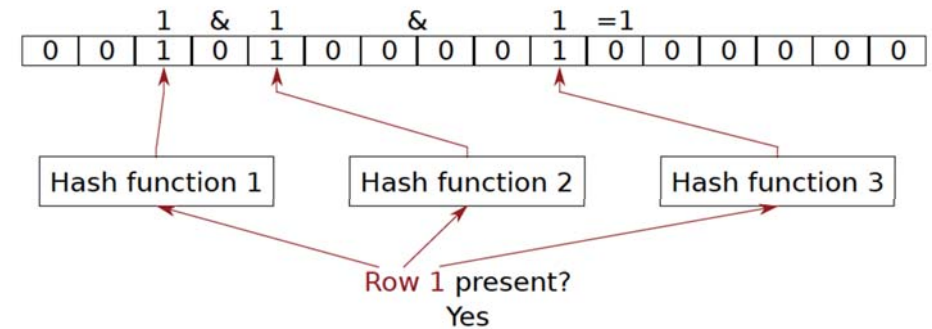 1 & 1 & 1 =1
0 0 1 0 1 0 0 0 0 1 0 0 0 0 0 0
Hash function 1 Hash function 2 Hash function 3
Row 1 present?
Yes